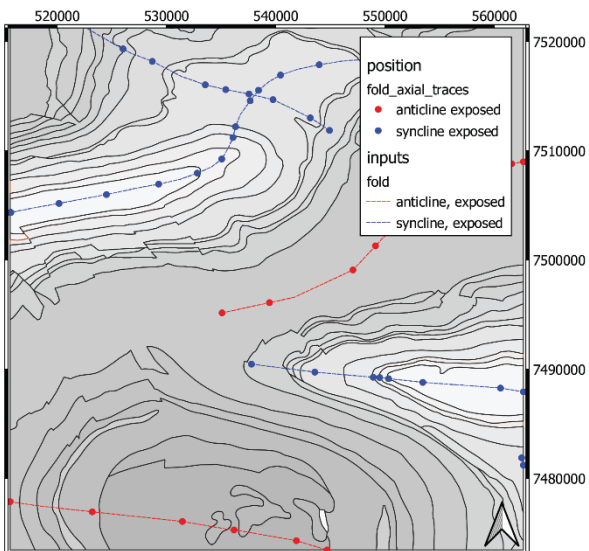 520000 530000 540000 550000 560000
7520000
position
fold_axial_traces
anticline exposed
syncline exposed
inputs
fold
anticline, exposed
syncline, exposed
7510000
7500000
7490000
7480000